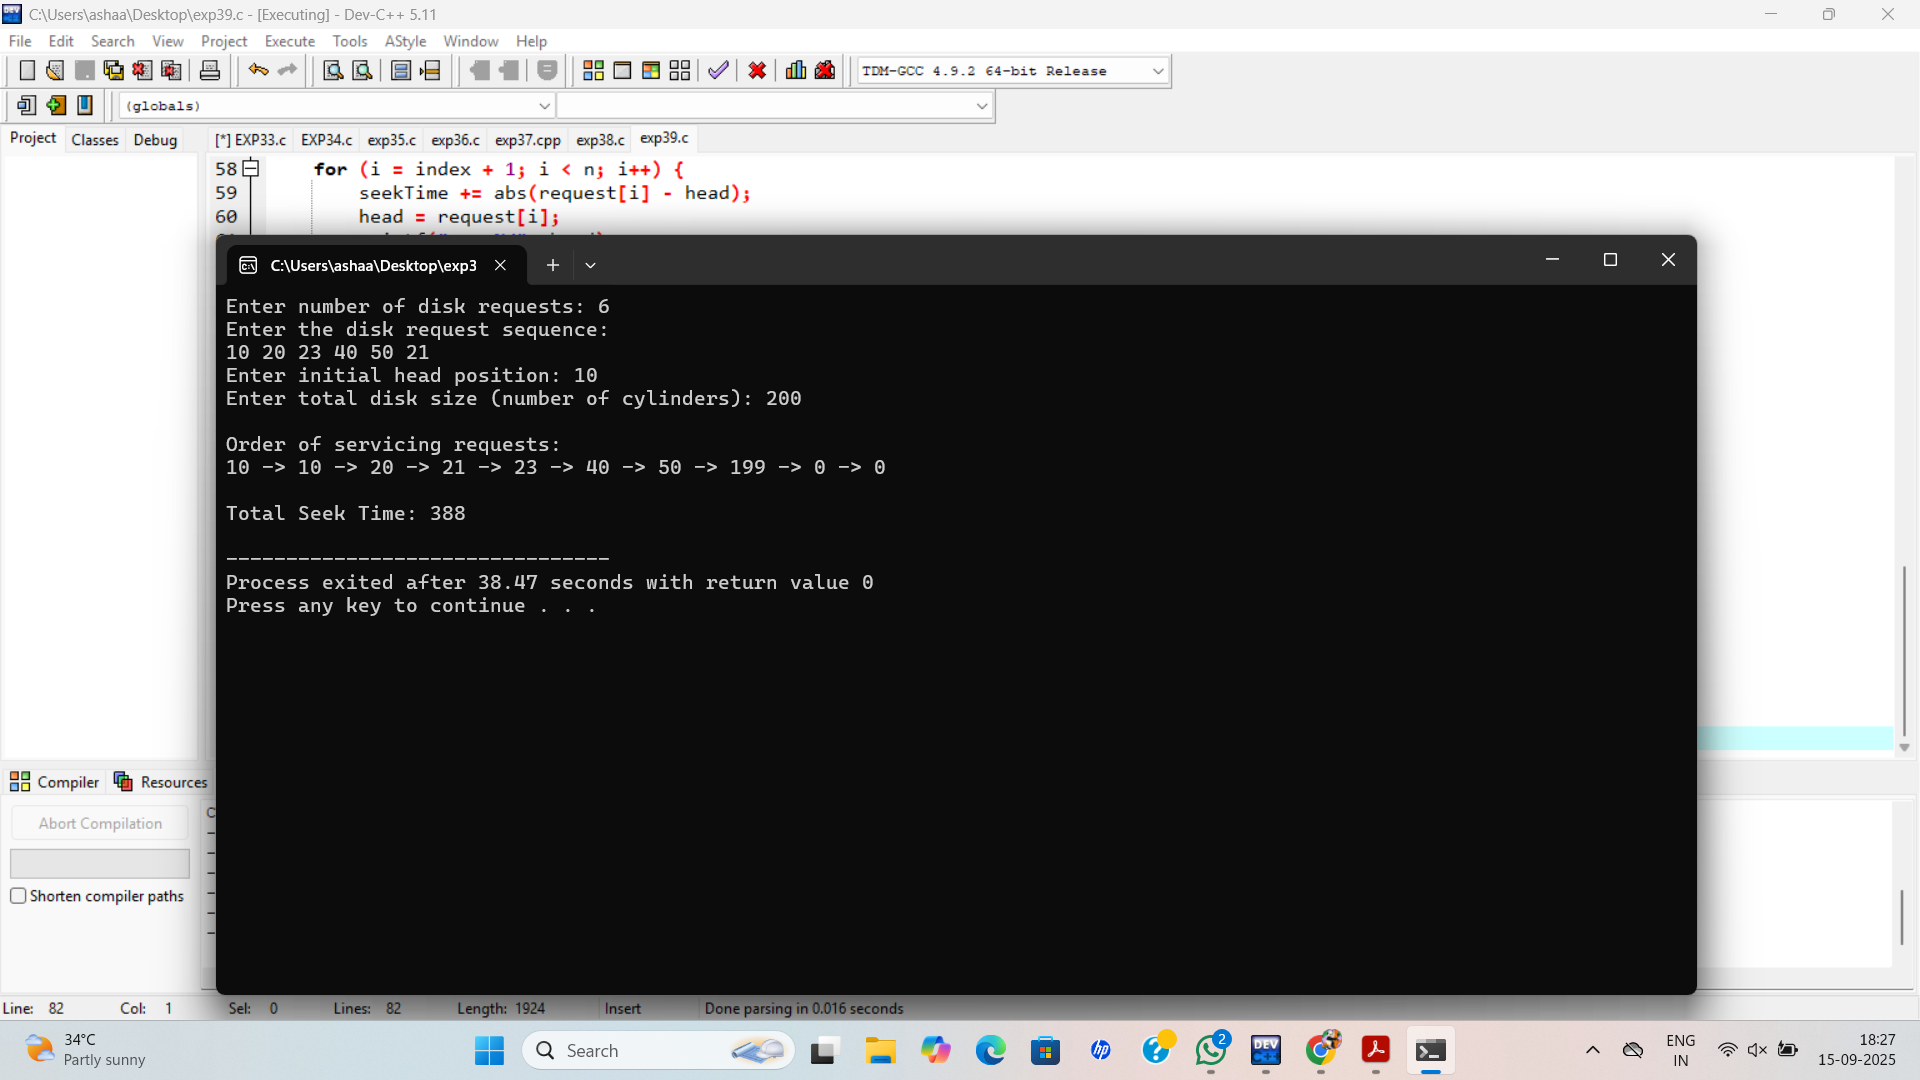 C:\Users\ashaa\Desktop\exp39.c - [Executing] - Dev-C++ 5.11
File Edit Search View Project Execute Tools AStyle Window Help
TDM-GCC 4.9.2 64-bit Release
(globals)
Project Classes Debug
[*] EXP33.c EXP34.c exp35.c exp36.c exp37.cpp exp38.c exp39.c
58 for (i = index + 1; i < n; i++) {
59 seekTime += abs(request[i] - head);
60 head = request[i];
C:\Users\ashaa\Desktop\exp3
Enter number of disk requests: 6
Enter the disk request sequence:
10 20 23 40 50 21
Enter initial head position: 10
Enter total disk size (number of cylinders): 200
Order of servicing requests:
10 -> 10 -> 20 -> 21 -> 23 -> 40 -> 50 -> 199 -> 0 -> 0
Total Seek Time: 388
--------------------------------
Process exited after 38.47 seconds with return value 0
Press any key to continue . . .
Compiler Resources
Abort Compilation
Shorten compiler paths
Line: 82 Col: 1 Sel: 0 Lines: 82 Length: 1924 Insert Done parsing in 0.016 seconds
34°C
Partly sunny
Search
hp
2
DEV
C++
ENG
IN
18:27
15-09-2025